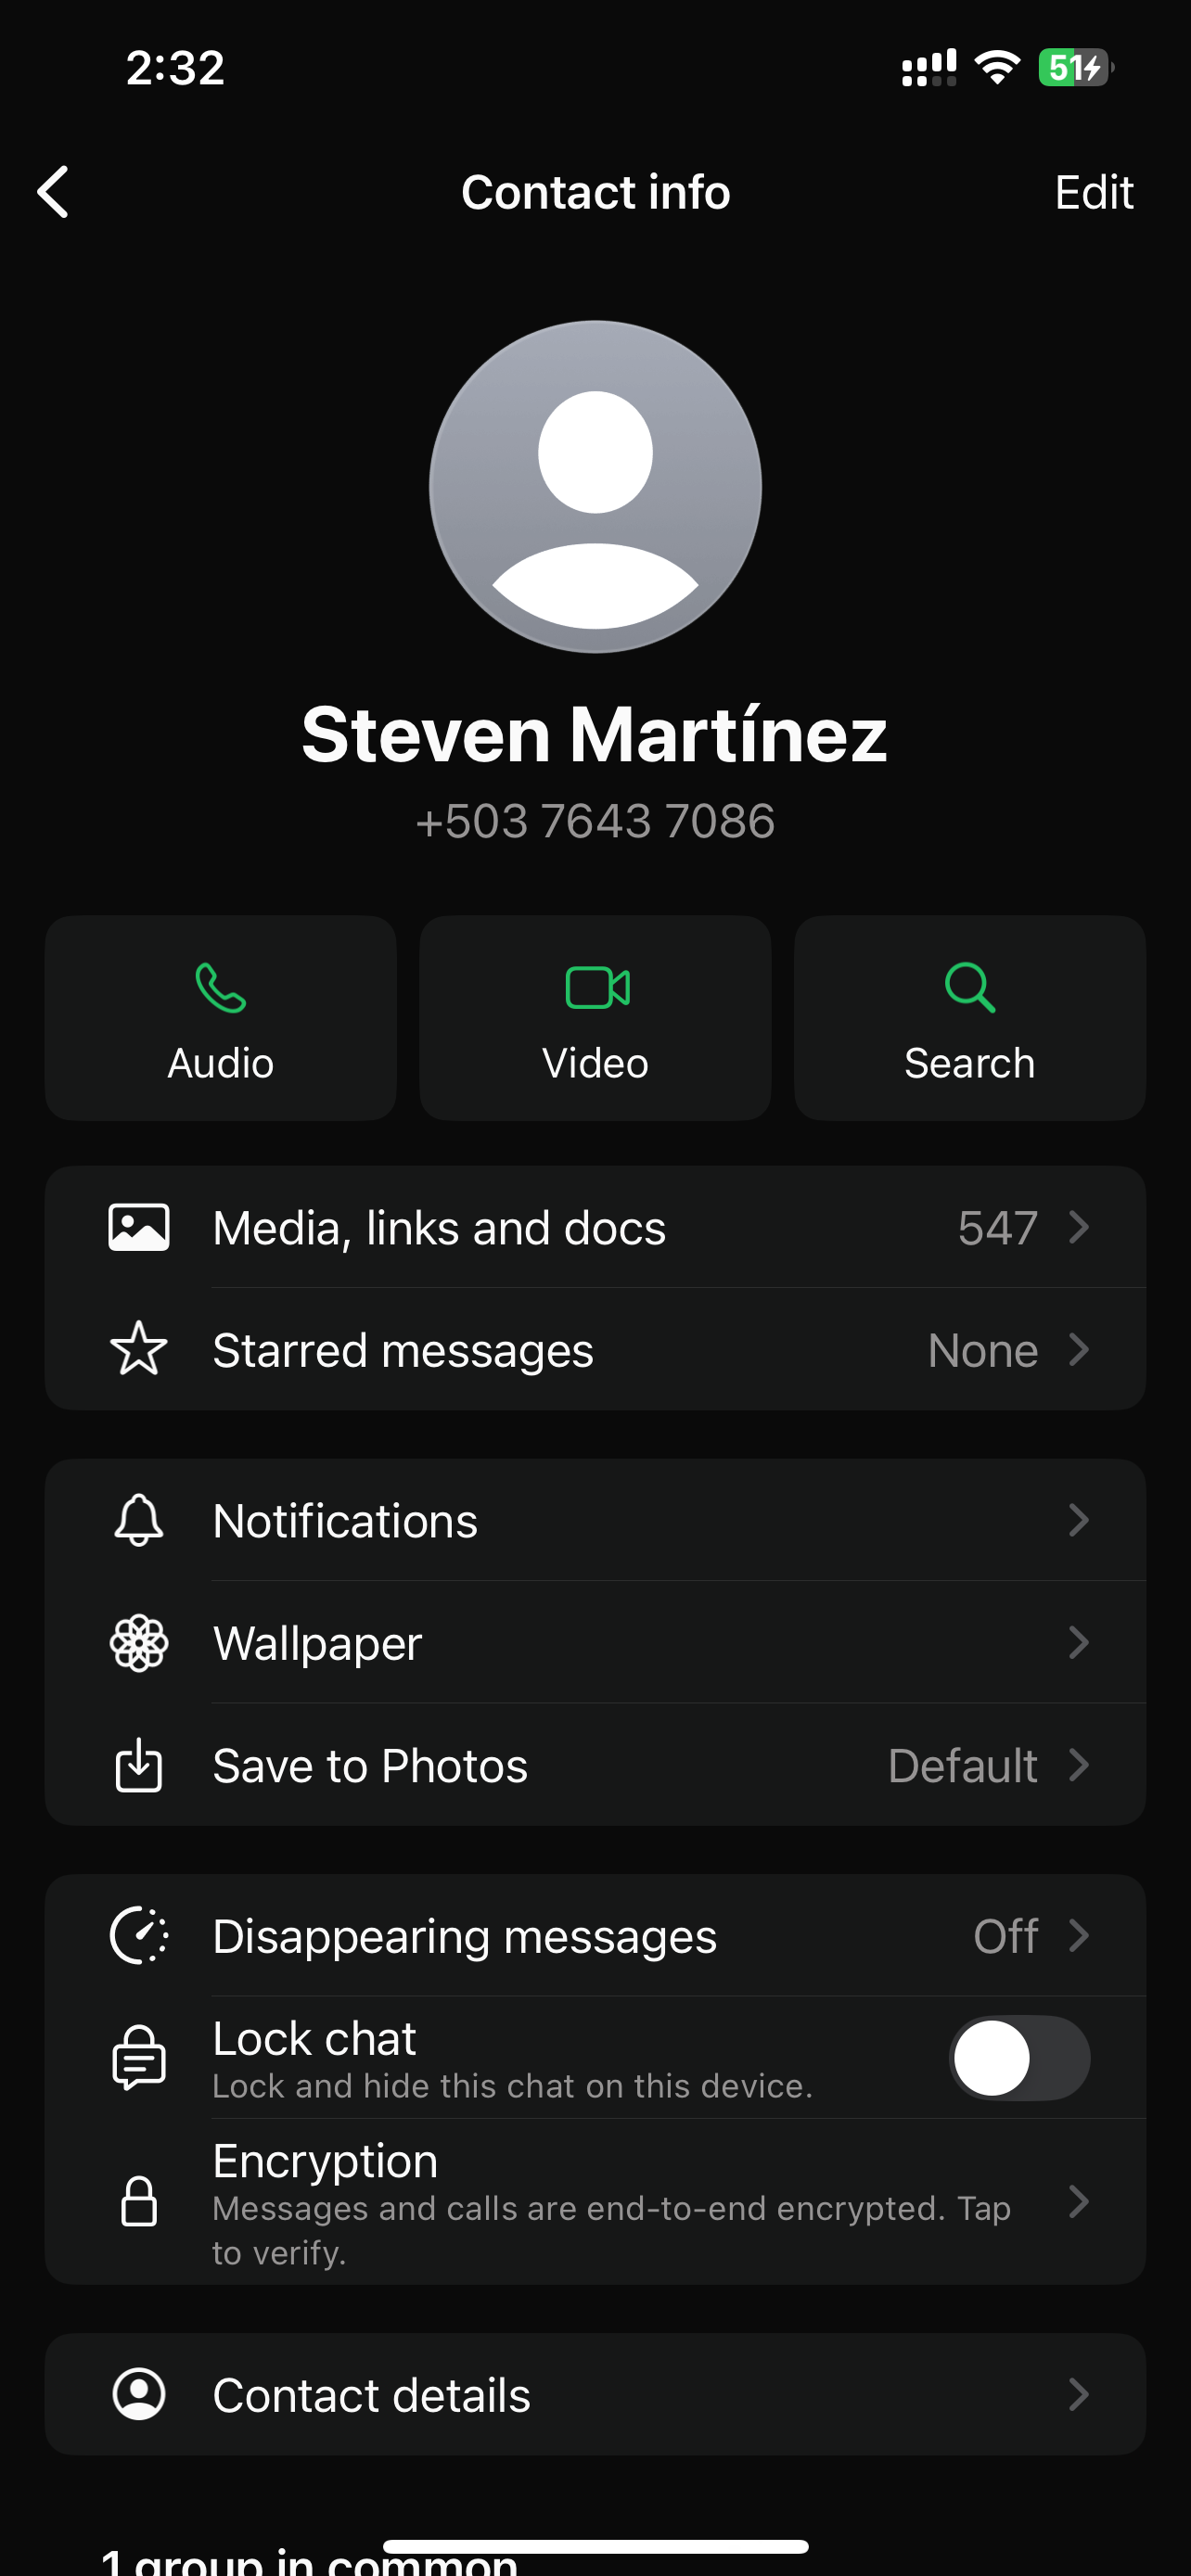 2:32
51
Contact info
Edit
Steven Martínez
+503 7643 7086
Audio
Video
Search
Media, links and docs
547
Starred messages
None
Notifications
Wallpaper
Save to Photos
Default
Disappearing messages
Off
Lock chat
Lock and hide this chat on this device.
Encryption
Messages and calls are end-to-end encrypted. Tap
to verify.
Contact details
1 group in common